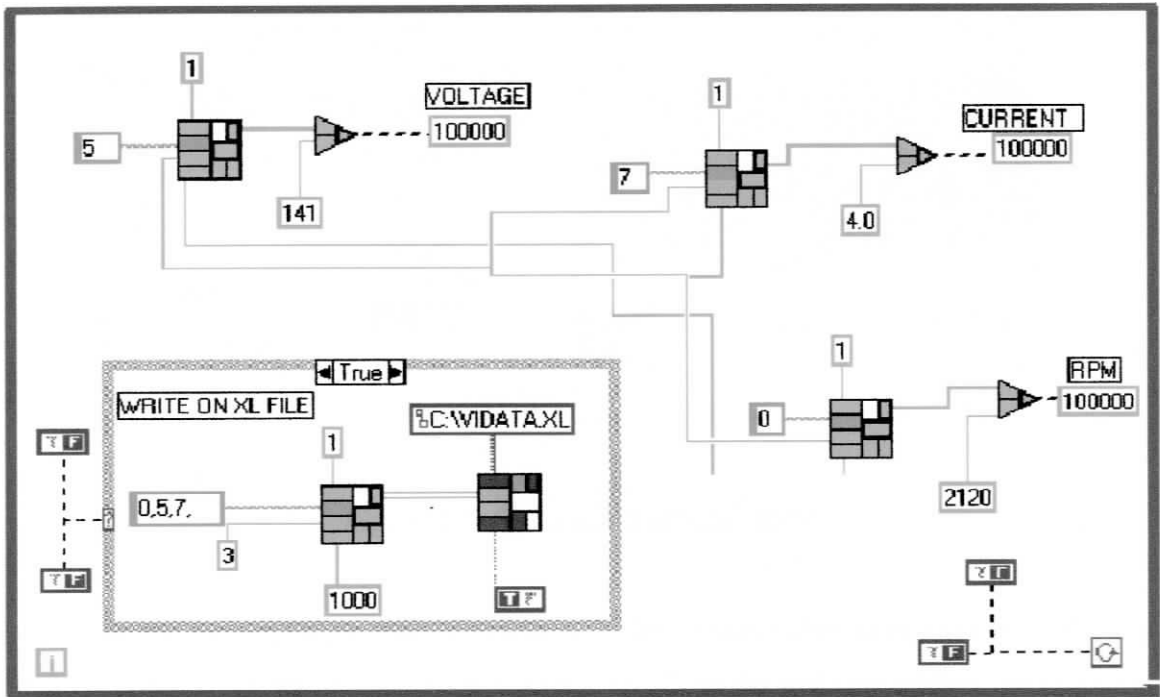 1
VOLTAGE
100000
5
141
1
CURRENT
100000
7
4.0
1
RPM
100000
0
2120
True
WRITE ON XL FILE
C:\WIDATA.XL
1
0,5,7,
3
1000
T F
T F
T F
T F
T F
i